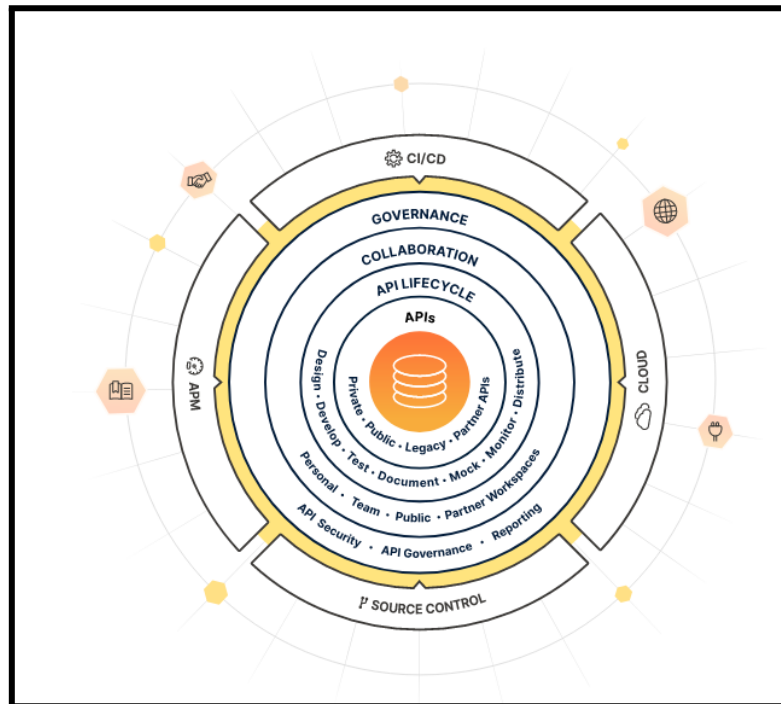 CI/CD
GOVERNANCE
COLLABORATION
API LIFECYCLE
APIs
Private • Public • Legacy • Partner APIs
Design • Develop • Test • Document • Mock • Monitor • Distribute
Personal • Team • Public • Partner Workspaces
API Security • API Governance • Reporting
APM
CLOUD
SOURCE CONTROL